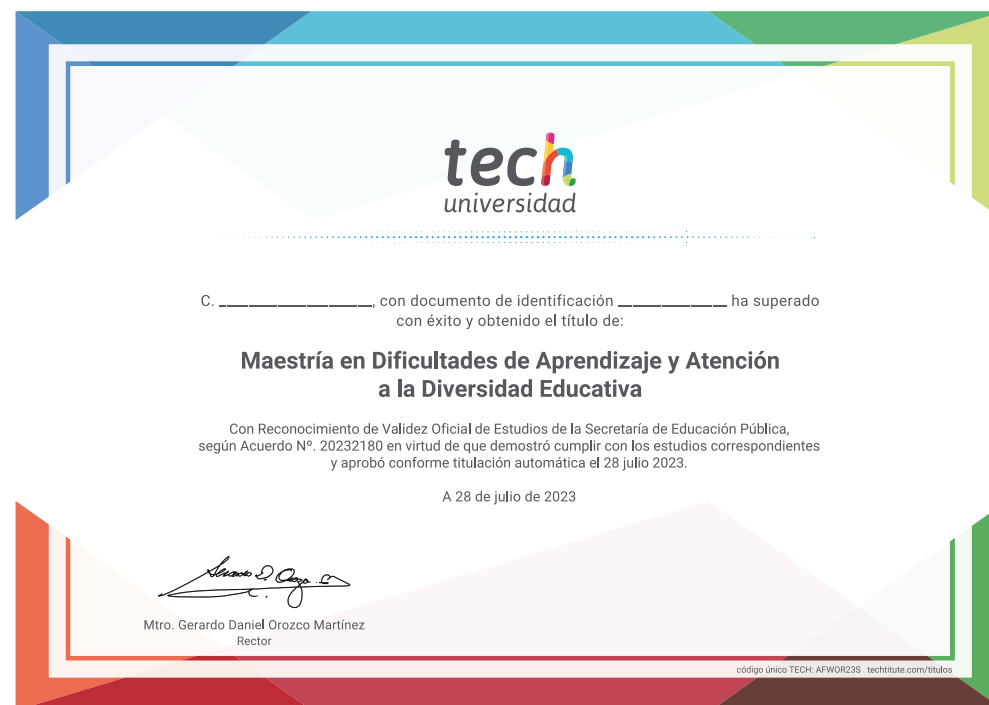 tech
universidad
C. ____________________, con documento de identificación ______________ ha superado
con éxito y obtenido el título de:
Maestría en Dificultades de Aprendizaje y Atención
a la Diversidad Educativa
Con Reconocimiento de Validez Oficial de Estudios de la Secretaría de Educación Pública,
según Acuerdo Nº. 20232180 en virtud de que demostró cumplir con los estudios correspondientes
y aprobó conforme titulación automática el 28 julio 2023.
A 28 de julio de 2023
Mtro. Gerardo Daniel Orozco Martínez
Rector
código único TECH: AFWOR23S techtitute.com/titulos